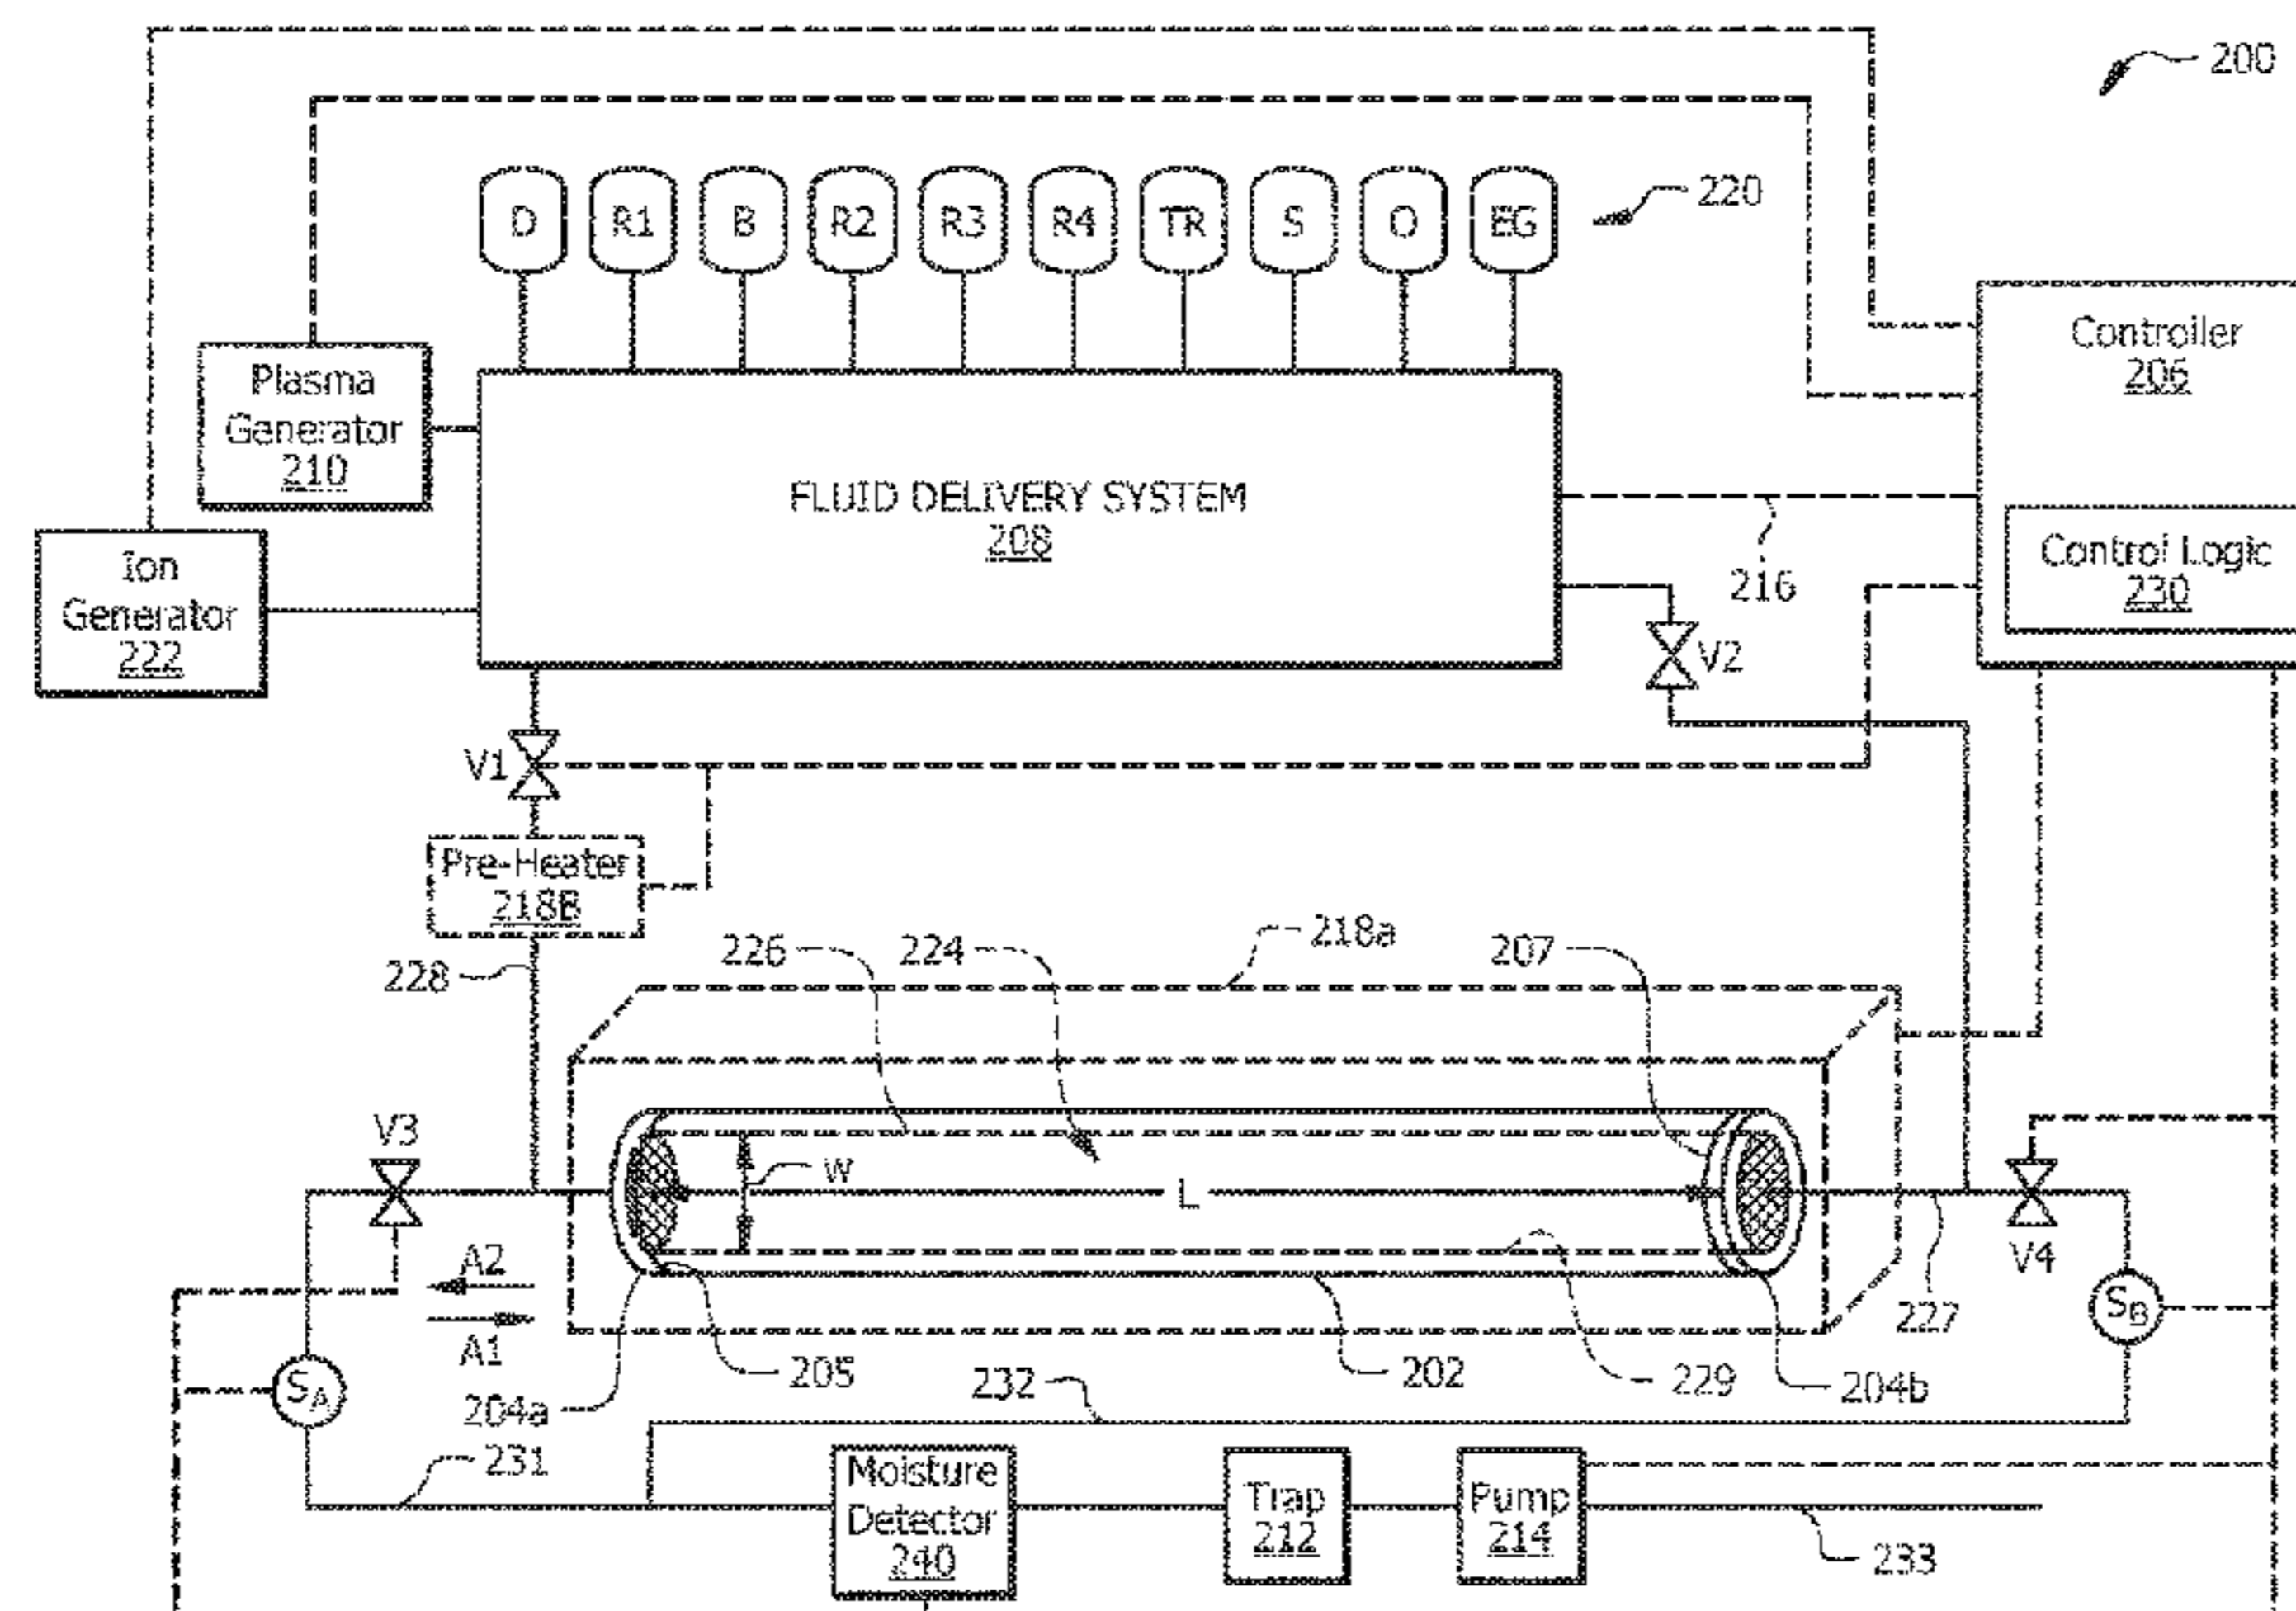 200
D R1 B R2 R3 R4 TR S O EG
220
Controller
206
Plasma
Generator
210
FLUID DELIVERY SYSTEM
208
216
Control Logic
230
Ion
Generator
222
V2
V1
Pre-Heater
218B
228
226
224
218a
207
V3
W
L
A2
A1
V4
227
SB
SA
204a
205
202
229
204b
232
231
Moisture
Detector
240
Trap
212
Pump
214
233